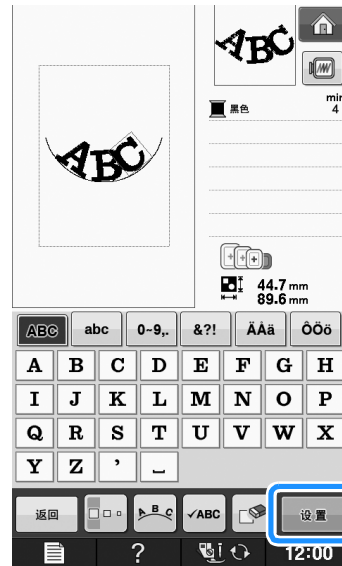 ABC
ABC
黑色
min
4
44.7 mm
89.6 mm
ABC abc 0~9,. &?! ÄÅä ÔÖö
A B C D E F G H
I J K L M N O P
Q R S T U V W X
Y Z ’ ⎵
返回 ABC ✓ABC 设置
? 12:00